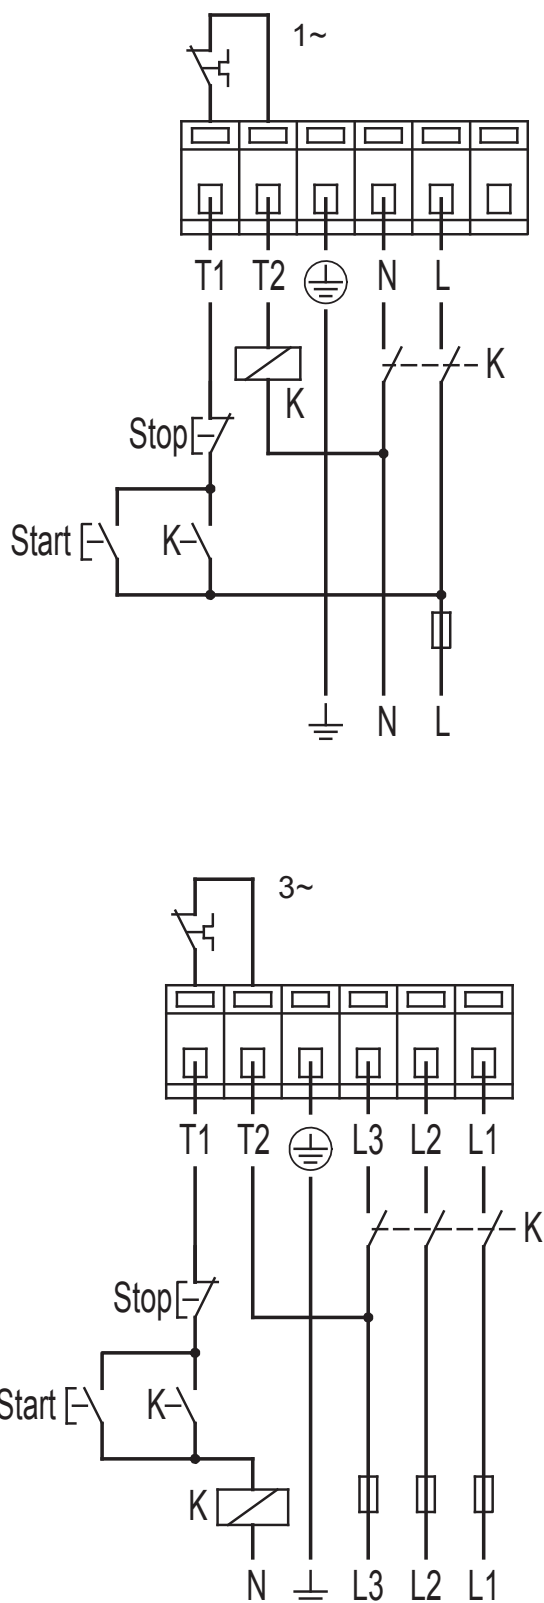 1~
T1 T2 N L
K
K
Stop
Start K
N L
3~
T1 T2 L3 L2 L1
K
Stop
Start K
K
N L3 L2 L1